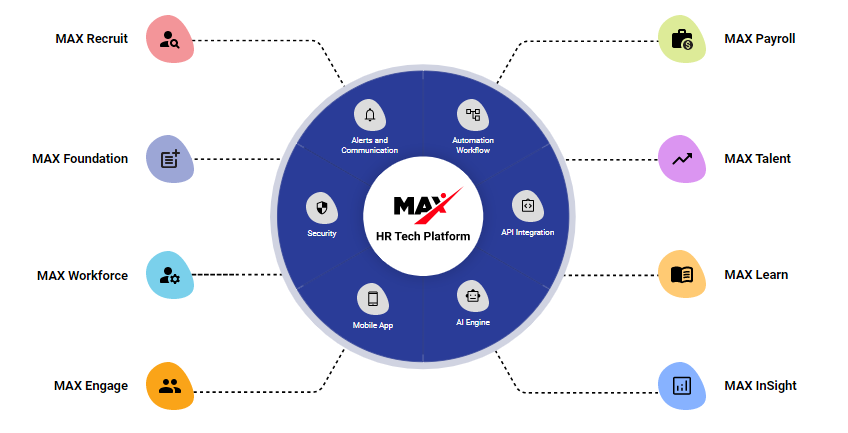 MAX Recruit
MAX Foundation
MAX Workforce
MAX Engage
Alerts and
Communication
Automation
Workflow
Security
API Integration
Mobile App
AI Engine
MAX
HR Tech Platform
MAX Payroll
MAX Talent
MAX Learn
MAX InSight